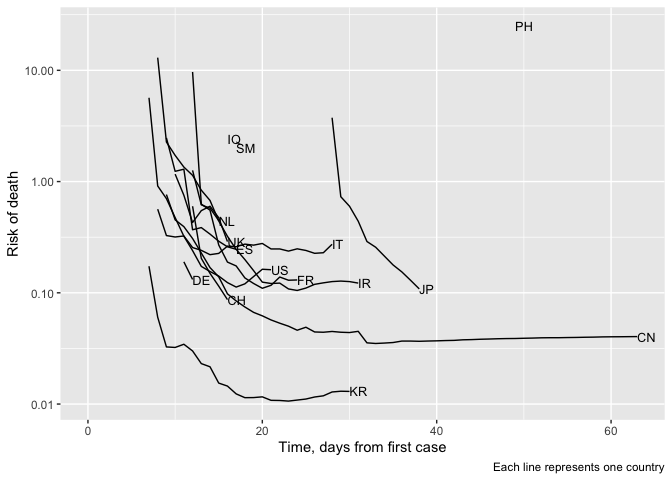 PH
10.00
IQ
SM
1.00
Risk of death
NL
NK
ES
IT
US
DE
FR
IR
0.10
CH
JP
CN
KR
0.01
0
20
40
60
Time, days from first case
Each line represents one country